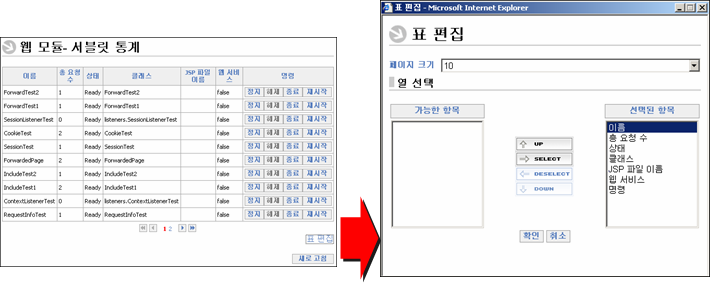 웹 모듈- 서블릿 통계
이름 총 요청 수 상태 클래스 JSP 파일 이름 웹 서비스 명령
ForwardTest2 1 Ready ForwardTest2 false 정지 해제 종료 재시작
ForwardTest1 1 Ready ForwardTest1 false 정지 해제 종료 재시작
SessionListenerTest 0 Ready listeners.SessionListenerTest false 정지 해제 종료 재시작
CookieTest 2 Ready CookieTest false 정지 해제 종료 재시작
SessionTest 1 Ready SessionTest false 정지 해제 종료 재시작
ForwardedPage 2 Ready ForwardedPage false 정지 해제 종료 재시작
IncludeTest2 1 Ready IncludeTest2 false 정지 해제 종료 재시작
IncludeTest1 2 Ready IncludeTest1 false 정지 해제 종료 재시작
ContextListenerTest 0 Ready listeners.ContextListenerTest false 정지 해제 종료 재시작
RequestInfoTest 1 Ready RequestInfoTest false 정지 해제 종료 재시작
1 2
표 편집
새로고침
표 편집 - Microsoft Internet Explorer
표 편집
페이지 크기 10
열 선택
가능한 항목
선택된 항목
이름
총 요청 수
상태
클래스
JSP 파일 이름
웹 서비스
명령
UP
SELECT
DESELECT
DOWN
확인 취소